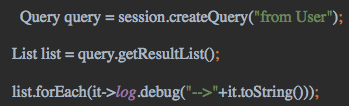 Query query = session.createQuery("from User");
List list = query.getResultList();
list.forEach(it->log.debug("-->"+it.toString()));